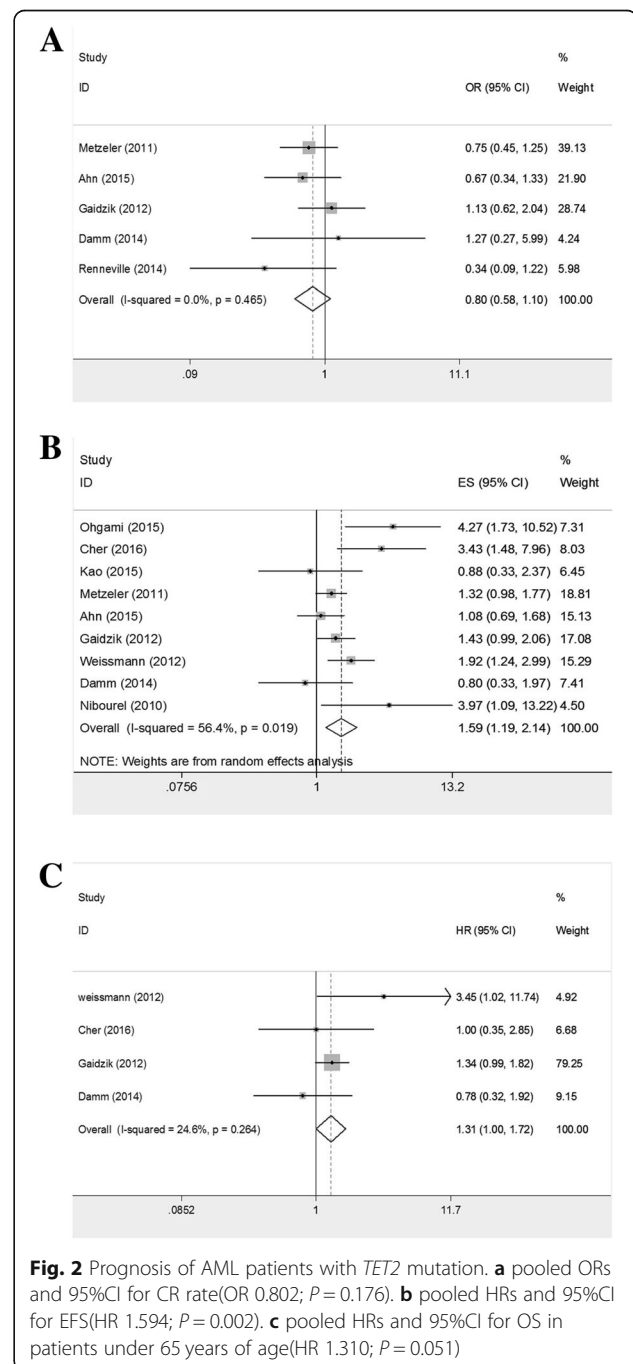 A
Study %
ID OR (95% CI) Weight
Metzeler (2011) 0.75 (0.45, 1.25) 39.13
Ahn (2015) 0.67 (0.34, 1.33) 21.90
Gaidzik (2012) 1.13 (0.62, 2.04) 28.74
Damm (2014) 1.27 (0.27, 5.99) 4.24
Renneville (2014) 0.34 (0.09, 1.22) 5.98
Overall (I-squared = 0.0%, p = 0.465) 0.80 (0.58, 1.10) 100.00
.09 1 11.1
B
Study %
ID ES (95% CI) Weight
Ohgami (2015) 4.27 (1.73, 10.52) 7.31
Cher (2016) 3.43 (1.48, 7.96) 8.03
Kao (2015) 0.88 (0.33, 2.37) 6.45
Metzeler (2011) 1.32 (0.98, 1.77) 18.81
Ahn (2015) 1.08 (0.69, 1.68) 15.13
Gaidzik (2012) 1.43 (0.99, 2.06) 17.08
Weissmann (2012) 1.92 (1.24, 2.99) 15.29
Damm (2014) 0.80 (0.33, 1.97) 7.41
Nibourel (2010) 3.97 (1.09, 13.22) 4.50
Overall (I-squared = 56.4%, p = 0.019) 1.59 (1.19, 2.14) 100.00
NOTE: Weights are from random effects analysis
.0756 1 13.2
C
Study %
ID HR (95% CI) Weight
weissmann (2012) 3.45 (1.02, 11.74) 4.92
Cher (2016) 1.00 (0.35, 2.85) 6.68
Gaidzik (2012) 1.34 (0.99, 1.82) 79.25
Damm (2014) 0.78 (0.32, 1.92) 9.15
Overall (I-squared = 24.6%, p = 0.264) 1.31 (1.00, 1.72) 100.00
.0852 1 11.7
Fig. 2 Prognosis of AML patients with TET2 mutation. a pooled ORs
and 95%CI for CR rate(OR 0.802; P = 0.176). b pooled HRs and 95%CI
for EFS(HR 1.594; P = 0.002). c pooled HRs and 95%CI for OS in
patients under 65 years of age(HR 1.310; P = 0.051)